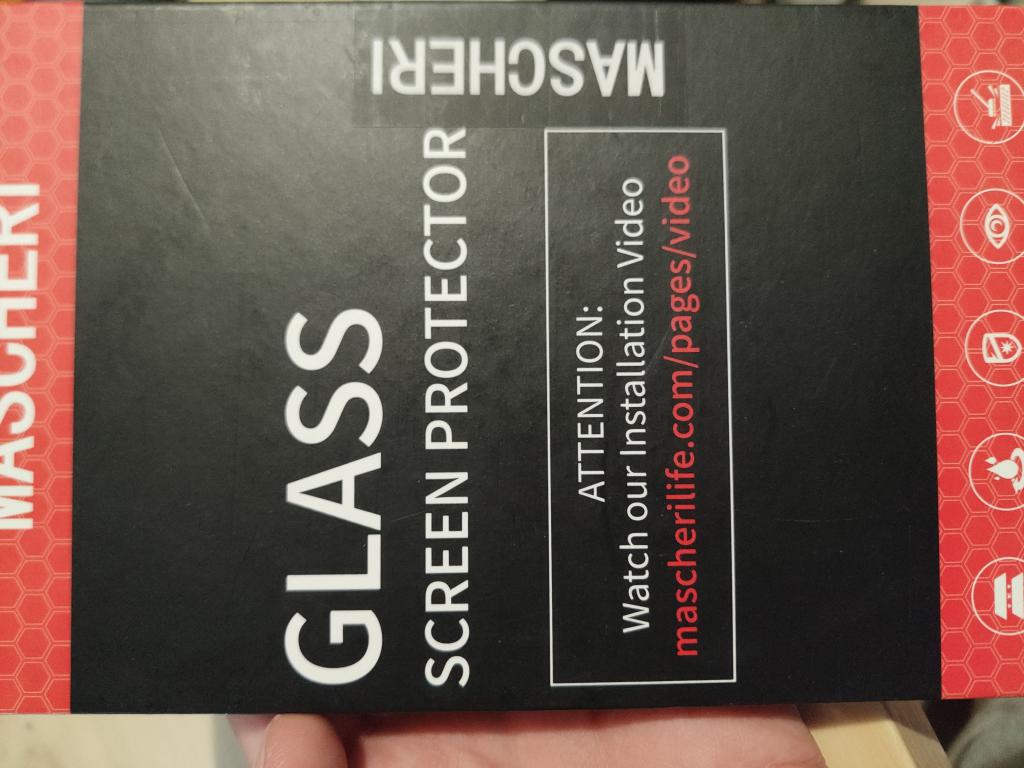 MASCHERI
GLASS
SCREEN PROTECTOR
ATTENTION:
Watch our Installation Video
mascherilife.com/pages/video
MASCHERI